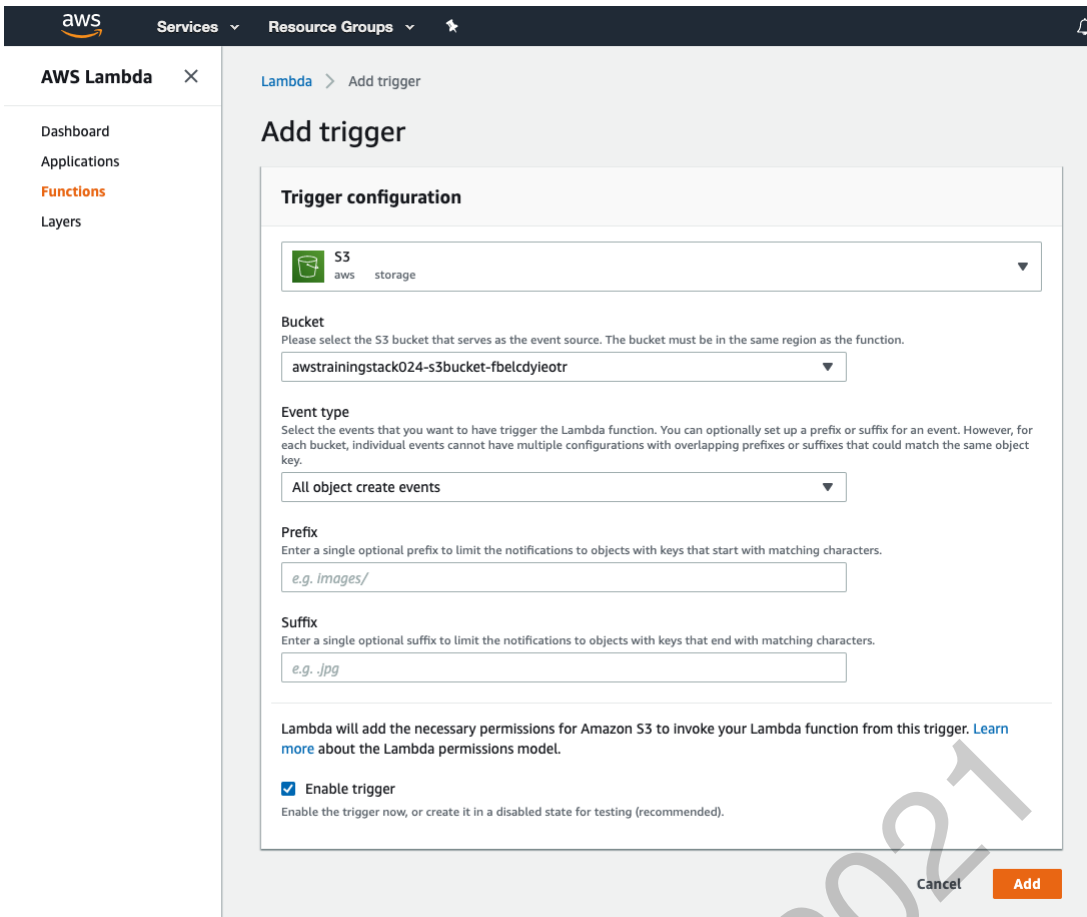 aws
Services
Resource Groups
AWS Lambda
Dashboard
Applications
Functions
Layers
Lambda > Add trigger
Add trigger
Trigger configuration
S3
aws storage
Bucket
Please select the S3 bucket that serves as the event source. The bucket must be in the same region as the function.
awstrainingstack024-s3bucket-fbelcdyieotr
Event type
Select the events that you want to have trigger the Lambda function. You can optionally set up a prefix or suffix for an event. However, for
each bucket, individual events cannot have multiple configurations with overlapping prefixes or suffixes that could match the same object
key.
All object create events
Prefix
Enter a single optional prefix to limit the notifications to objects with keys that start with matching characters.
e.g. images/
Suffix
Enter a single optional suffix to limit the notifications to objects with keys that end with matching characters.
e.g. .jpg
Lambda will add the necessary permissions for Amazon S3 to invoke your Lambda function from this trigger. Learn
more about the Lambda permissions model.
Enable trigger
Enable the trigger now, or create it in a disabled state for testing (recommended).
Cancel Add
2021